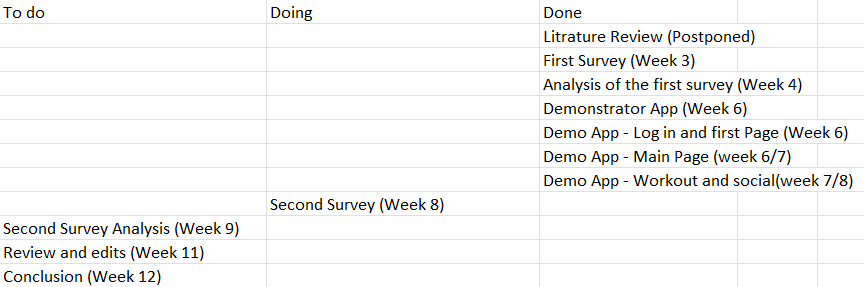 To do Doing Done
Litrature Review (Postponed)
First Survey (Week 3)
Analysis of the first survey (Week 4)
Demonstrator App (Week 6)
Demo App - Log in and first Page (Week 6)
Demo App - Main Page (week 6/7)
Demo App - Workout and social(week 7/8)
Second Survey (Week 8)
Second Survey Analysis (Week 9)
Review and edits (Week 11)
Conclusion (Week 12)